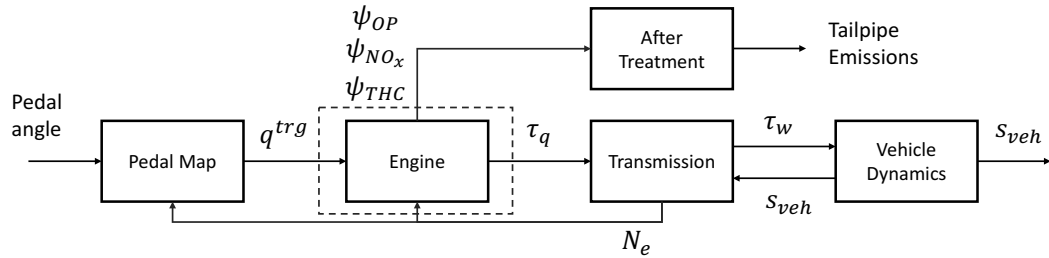 ψ_OP
ψ_NOx
ψ_THC
After
Treatment
Tailpipe
Emissions
Pedal
angle
Pedal Map
q^trg
Engine
τ_q
Transmission
τ_w
s_veh
Vehicle
Dynamics
s_veh
N_e